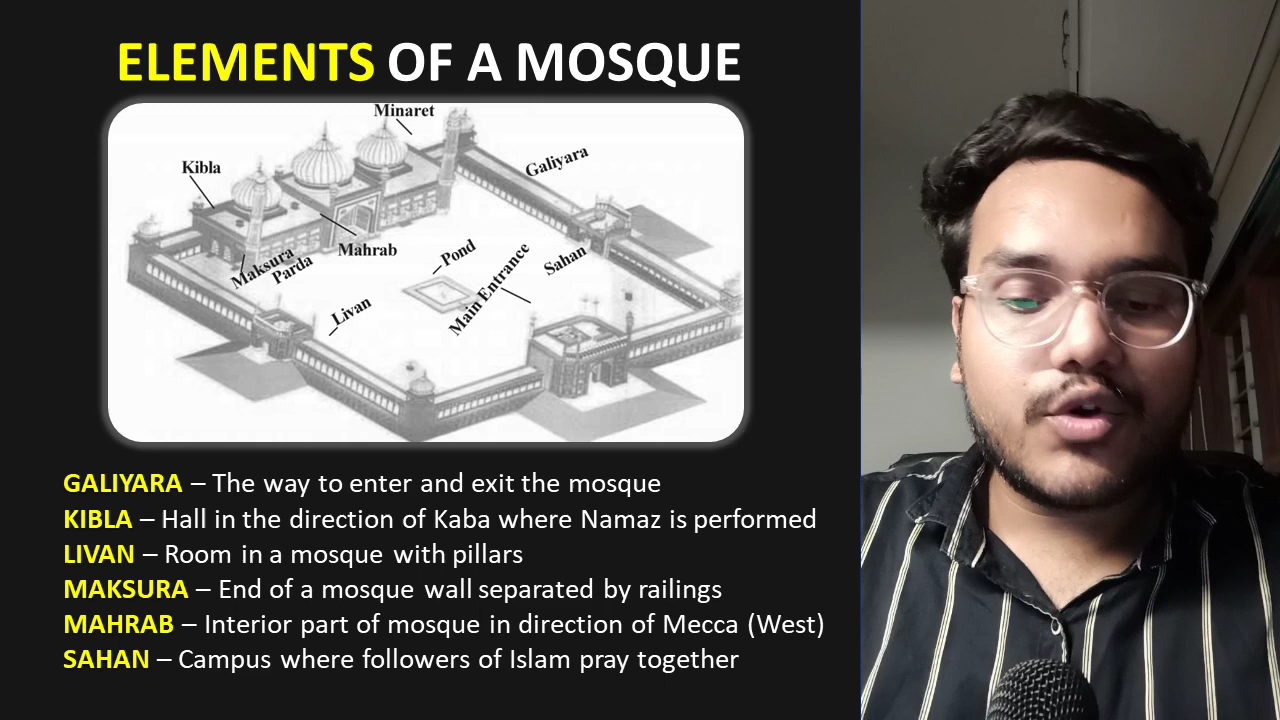 ELEMENTS OF A MOSQUE
Minaret
Kibla
Galiyara
Mahrab
Pond
Maksura
Parda
Main Entrance
Sahan
Livan
GALIYARA – The way to enter and exit the mosque
KIBLA – Hall in the direction of Kaba where Namaz is performed
LIVAN – Room in a mosque with pillars
MAKSURA – End of a mosque wall separated by railings
MAHRAB – Interior part of mosque in direction of Mecca (West)
SAHAN – Campus where followers of Islam pray together